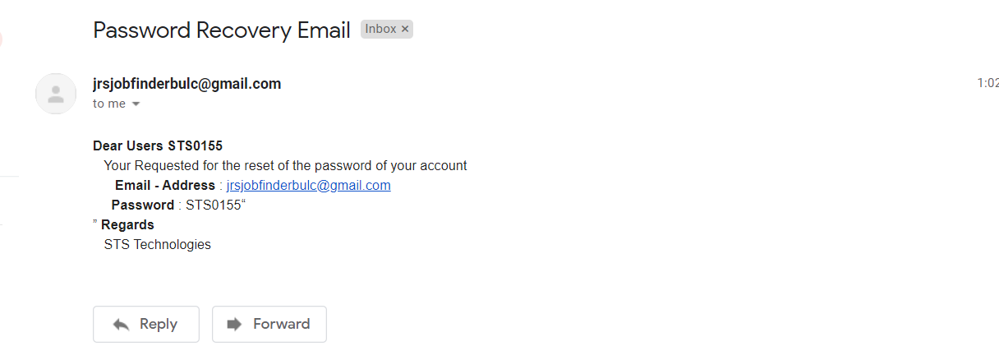 Password Recovery Email Inbox ×
jrsjobfinderbulc@gmail.com 1:02
to me
Dear Users STS0155
Your Requested for the reset of the password of your account
Email - Address : jrsjobfinderbulc@gmail.com
Password : STS0155“
” Regards
STS Technologies
Reply Forward